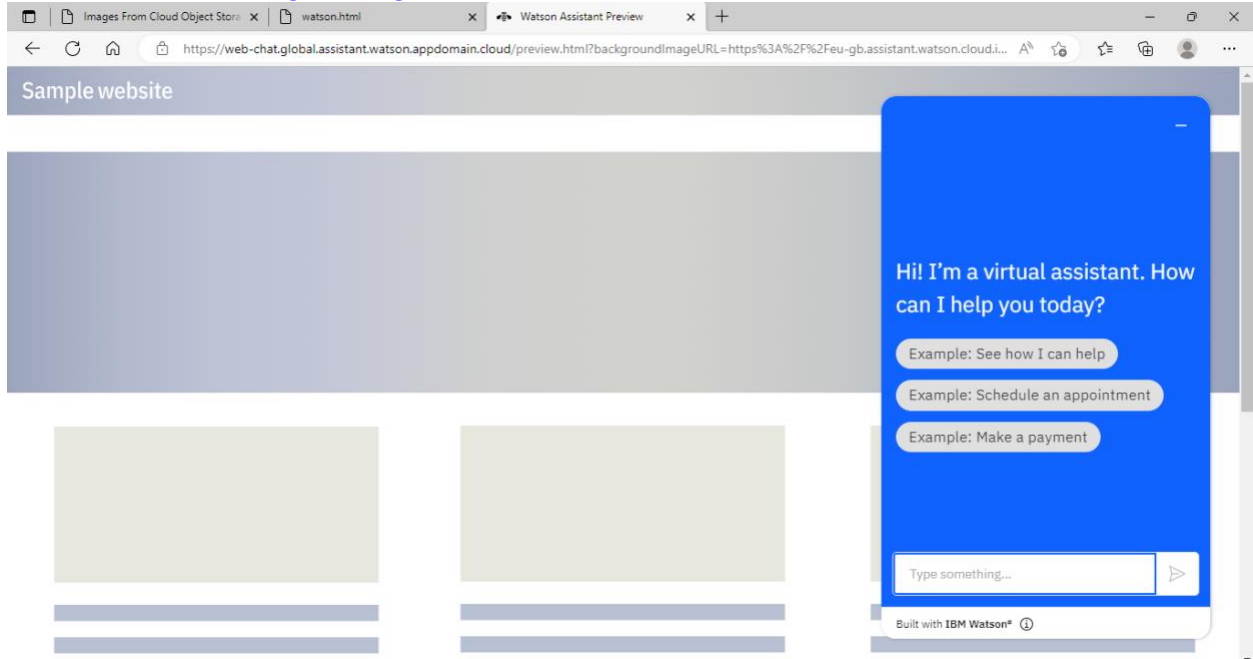 Images From Cloud Object Stora
watson.html
Watson Assistant Preview
https://web-chat.global.assistant.watson.appdomain.cloud/preview.html?backgroundImageURL=https%3A%2F%2Feu-gb.assistant.watson.cloud.i...
Sample website
Hi! I’m a virtual assistant. How
can I help you today?
Example: See how I can help
Example: Schedule an appointment
Example: Make a payment
Type something...
Built with IBM Watson®